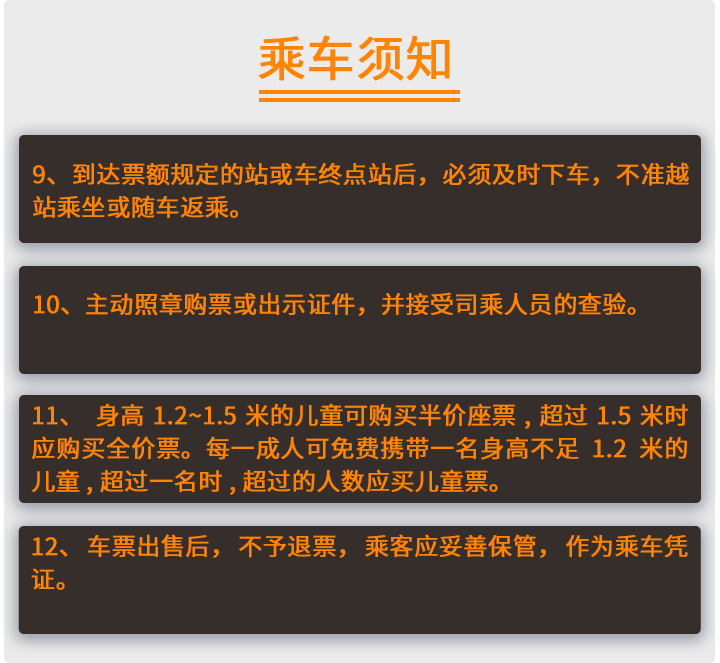 乘车须知
9、到达票额规定的站或车终点站后，必须及时下车，不准越
站乘坐或随车返乘。
10、主动照章购票或出示证件，并接受司乘人员的查验。
11、 身高 1.2~1.5 米的儿童可购买半价座票 , 超过 1.5 米时
应购买全价票。每一成人可免费携带一名身高不足 1.2 米的
儿童 , 超过一名时 , 超过的人数应买儿童票。
12、 车票出售后， 不予退票， 乘客应妥善保管， 作为乘车凭
证。